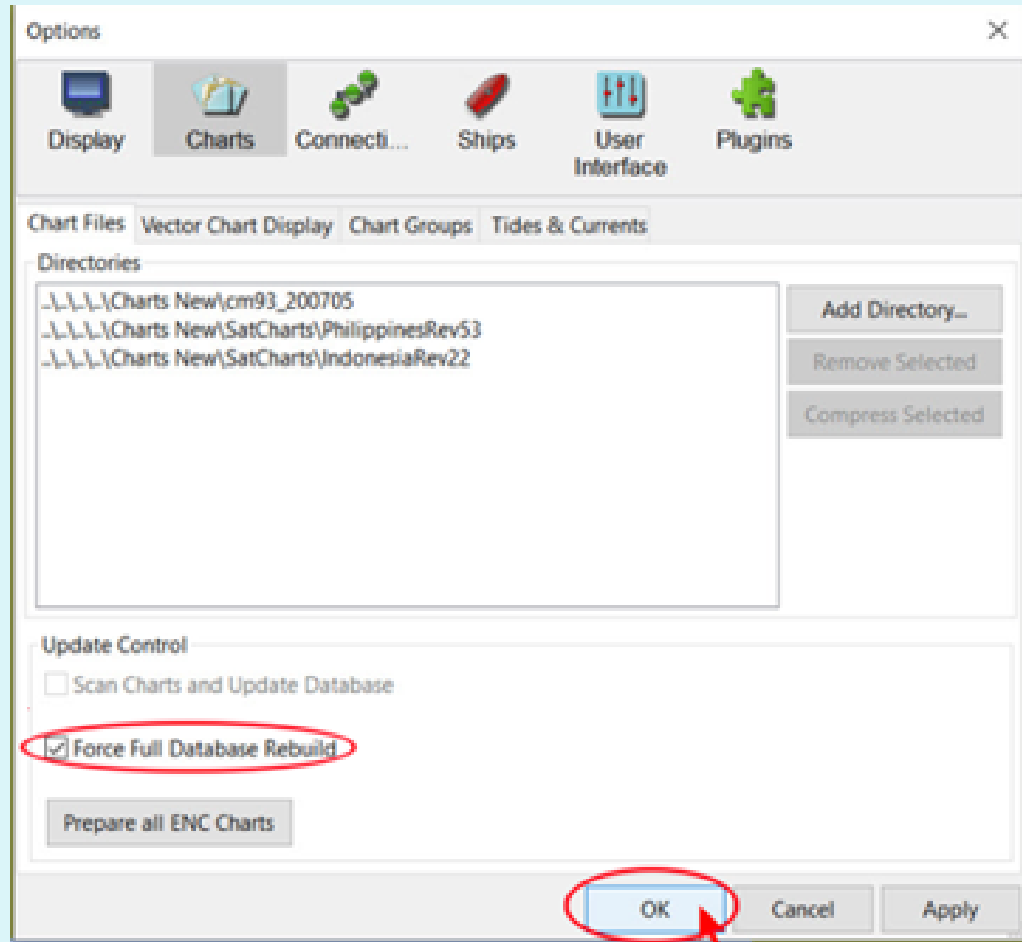 Options
Display
Charts
Connecti...
Ships
User
Interface
Plugins
Chart Files
Vector Chart Display
Chart Groups
Tides & Currents
Directories
..\..\..\..\Charts New\cm93_200705
..\..\..\..\Charts New\SatCharts\PhilippinesRev53
..\..\..\..\Charts New\SatCharts\IndonesiaRev22
Add Directory...
Remove Selected
Compress Selected
Update Control
Scan Charts and Update Database
Force Full Database Rebuild
Prepare all ENC Charts
OK
Cancel
Apply